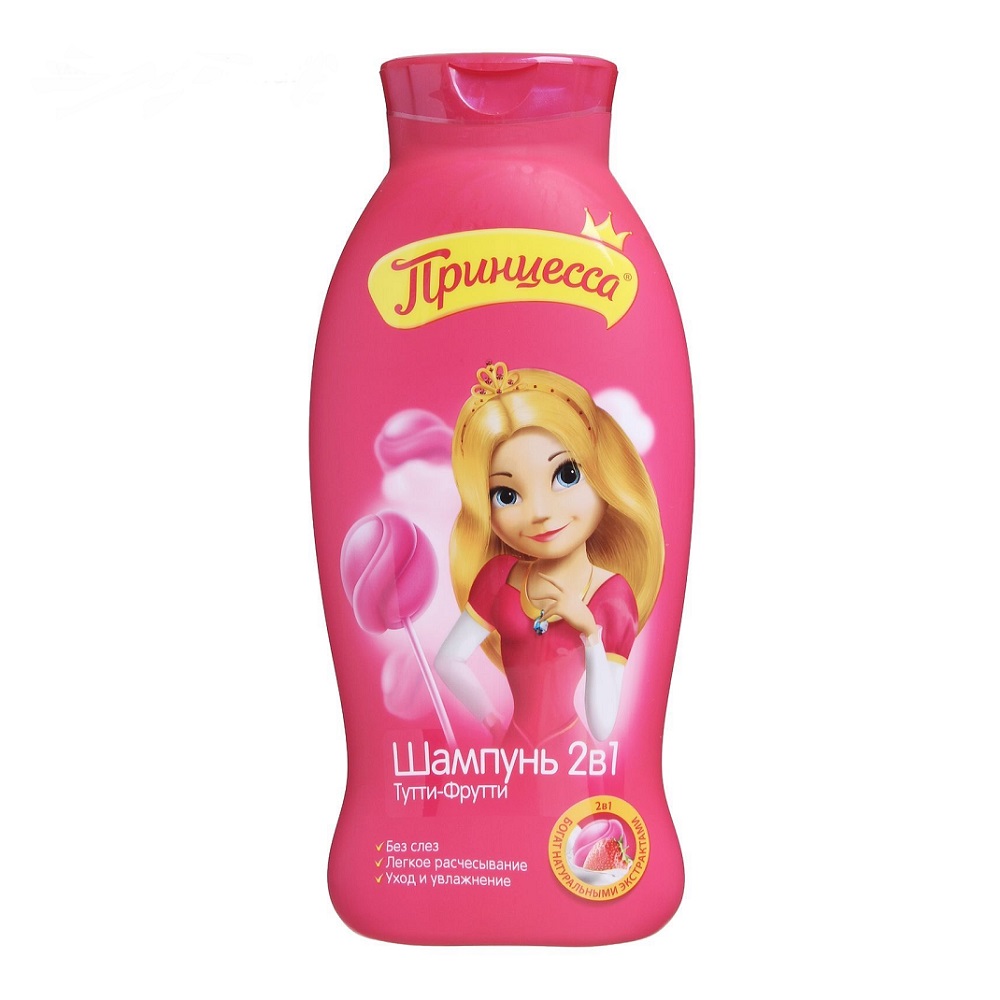 Принцесса®
Шампунь 2в1
Тутти-Фрутти
✓Без слез
✓Легкое расчесывание
✓Уход и увлажнение
2в1
БОГАТ НАТУРАЛЬНЫМИ ЭКСТРАКТАМИ